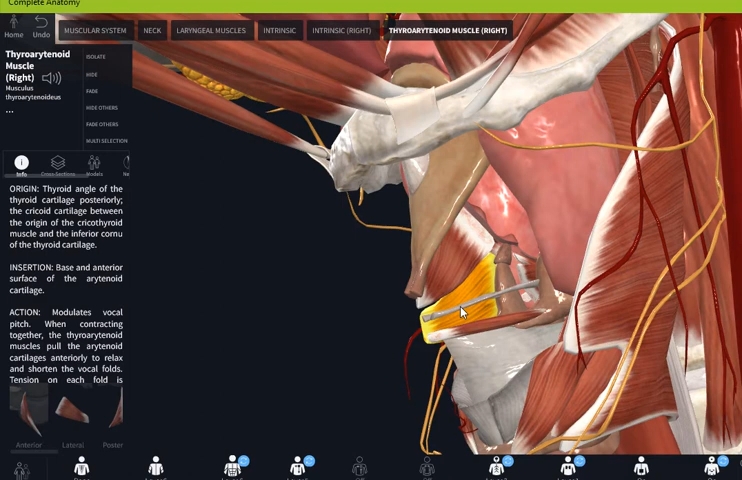 Complete Anatomy
Home
Undo
MUSCULAR SYSTEM
NECK
LARYNGEAL MUSCLES
INTRINSIC
INTRINSIC (RIGHT)
THYROARYTENOID MUSCLE (RIGHT)
Thyroarytenoid
Muscle
(Right)
Musculus
thyroarytenoideus
...
ISOLATE
HIDE
FADE
HIDE OTHERS
FADE OTHERS
MULTI SELECTION
Info
Cross-Sections
Models
ORIGIN: Thyroid angle of the
thyroid cartilage posteriorly;
the cricoid cartilage between
the origin of the cricothyroid
muscle and the inferior cornu
of the thyroid cartilage.
INSERTION: Base and anterior
surface of the arytenoid
cartilage.
ACTION: Modulates vocal
pitch. When contracting
together, the thyroarytenoid
muscles pull the arytenoid
cartilages anteriorly to relax
and shorten the vocal folds.
Tension on each fold is
Anterior
Lateral
Poster